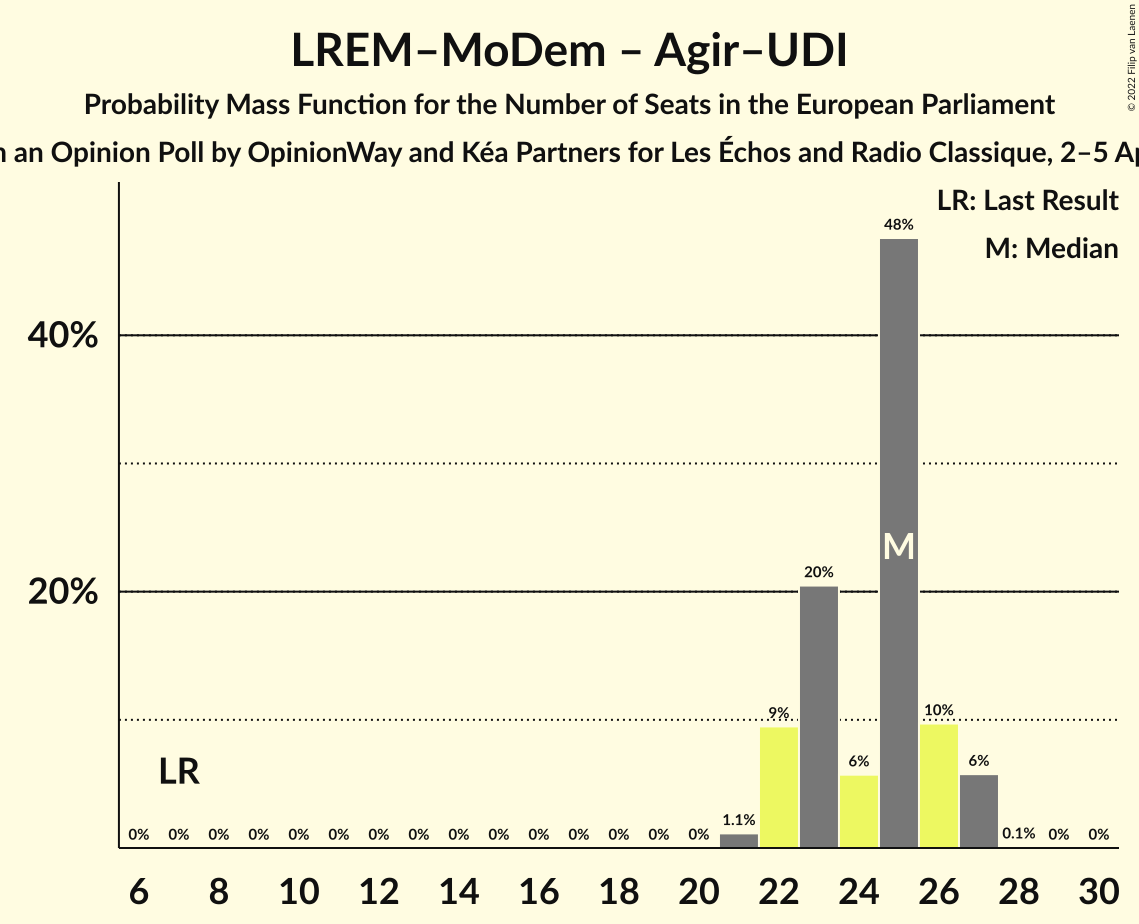 LREM–MoDem – Agir–UDI
Probability Mass Function for the Number of Seats in the European Parliament
an Opinion Poll by OpinionWay and Kéa Partners for Les Échos and Radio Classique, 2–5
© 2022 Filip van Laenen
LR: Last Result
M: Median
48%
40%
M
20%
20%
10%
9%
6%
6%
LR
1.1%
0% 0% 0% 0% 0% 0% 0% 0% 0% 0% 0% 0% 0% 0% 0% 0.1% 0% 0%
6 8 10 12 14 16 18 20 22 24 26 28 30